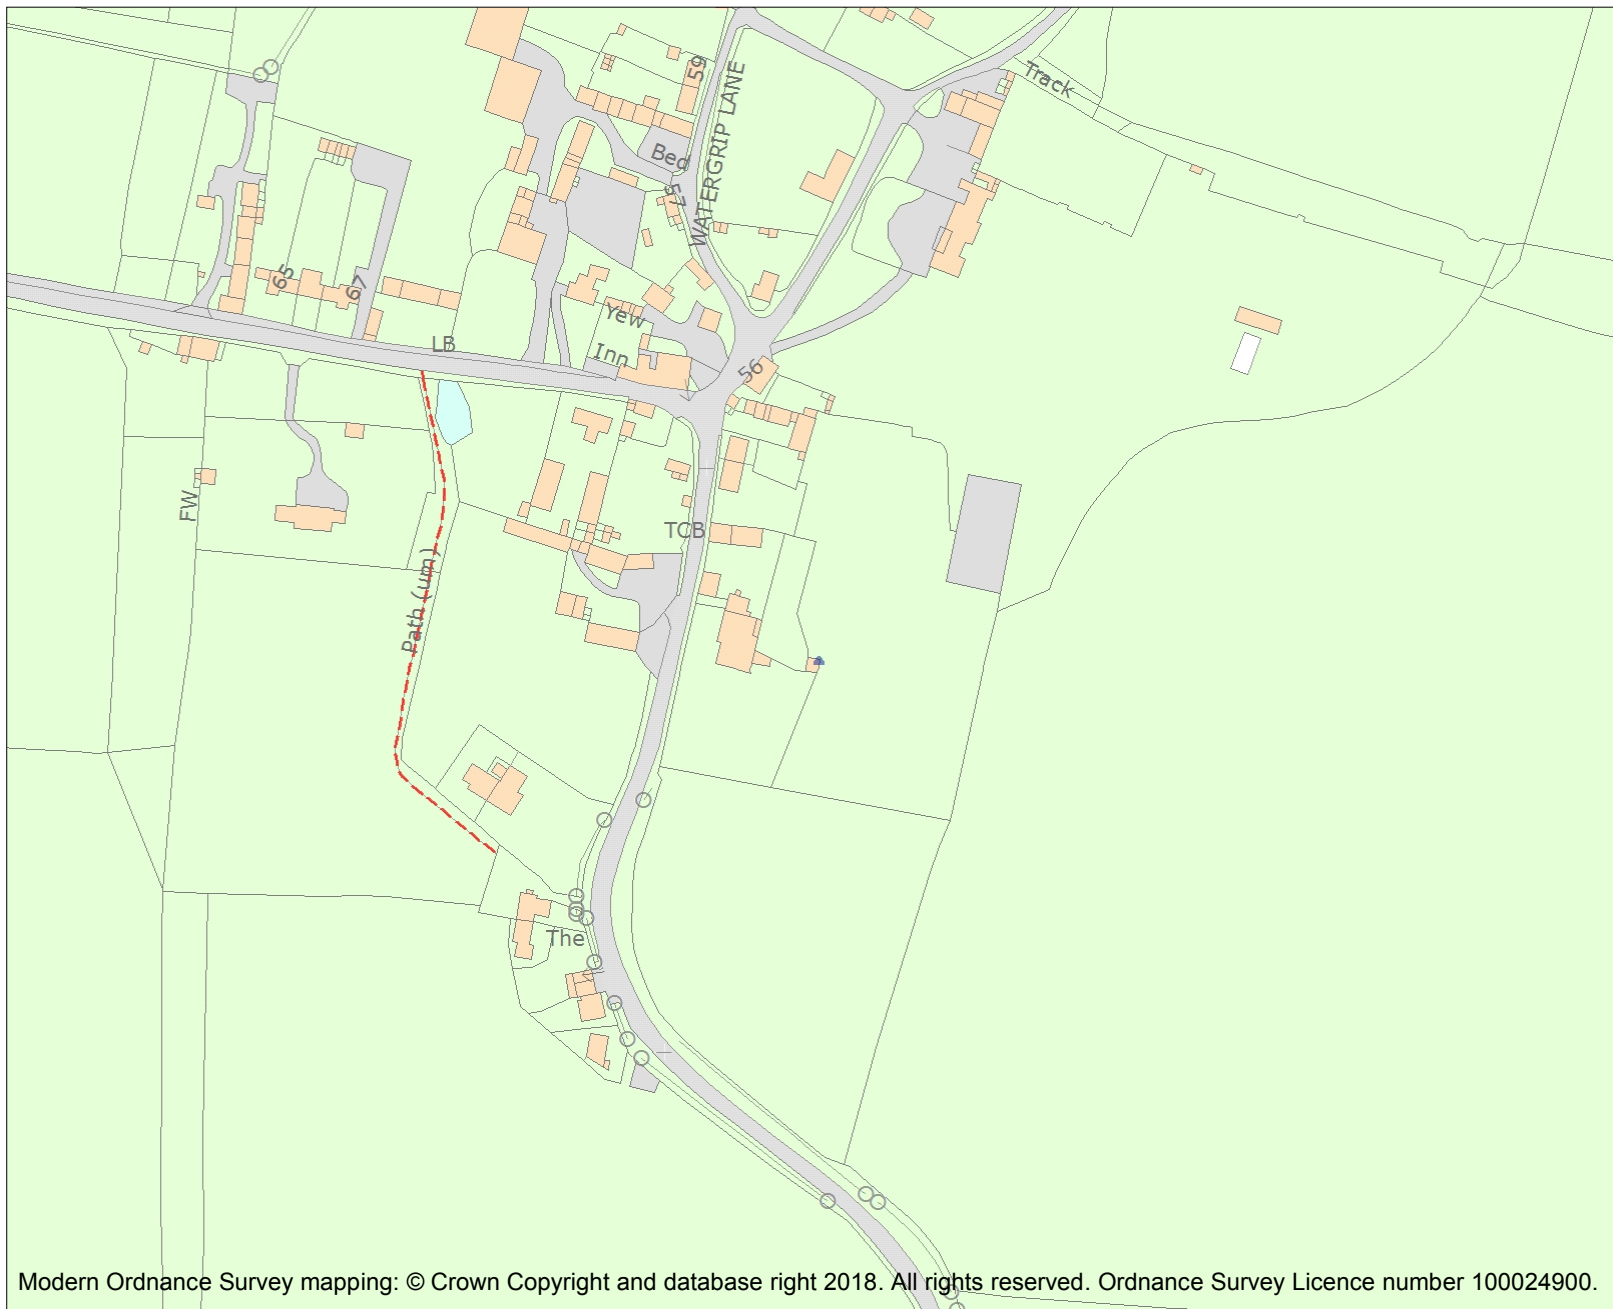 59
WATERGRIP LANE
Track
Bed
57
65
67
Yew
LB
Inn
56
FW
TCB
Path (um)
The
Modern Ordnance Survey mapping: © Crown Copyright and database right 2018. All rights reserved. Ordnance Survey Licence number 100024900.